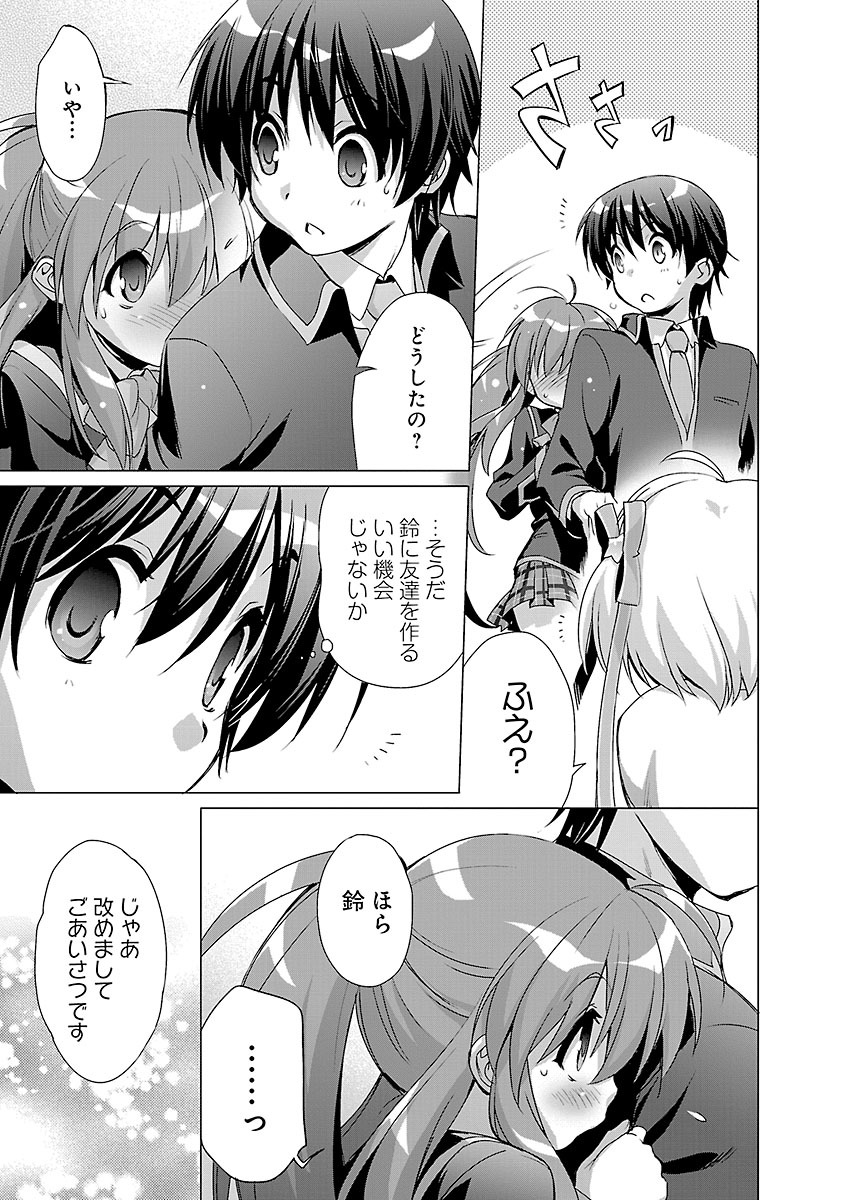 ささっ
ふえ?
どうしたの?
いや…
…そうだ
鈴に友達を作る
いい機会
じゃないか
ほら
鈴
……っ
じゃあ
改めまして
ごあいさつです